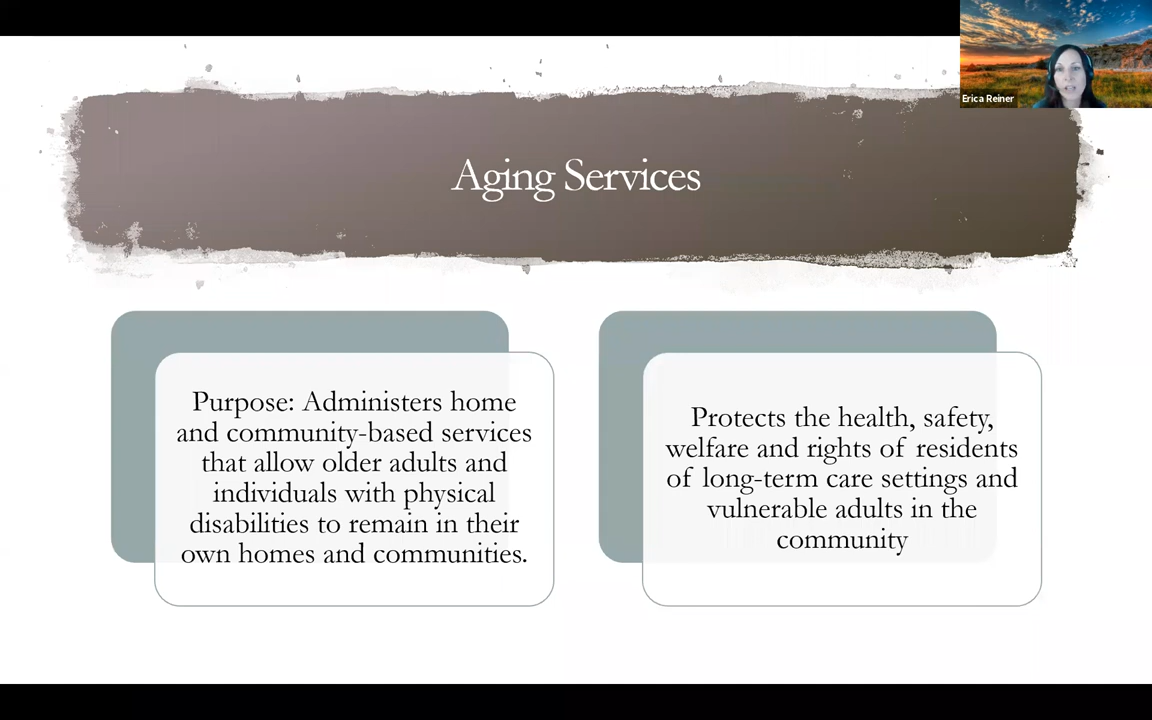 Erica Reiner
Aging Services
Purpose: Administers home
and community-based services
that allow older adults and
individuals with physical
disabilities to remain in their
own homes and communities.
Protects the health, safety,
welfare and rights of residents
of long-term care settings and
vulnerable adults in the
community